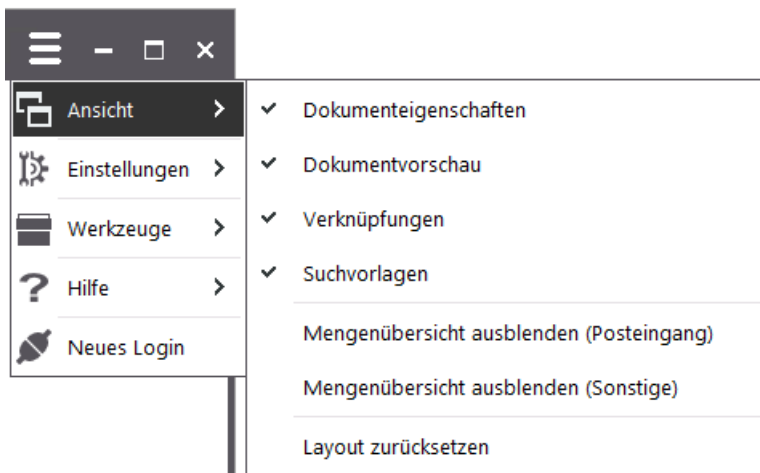 Ansicht
Einstellungen
Werkzeuge
Hilfe
Neues Login
Dokumenteigenschaften
Dokumentvorschau
Verknüpfungen
Suchvorlagen
Mengenübersicht ausblenden (Posteingang)
Mengenübersicht ausblenden (Sonstige)
Layout zurücksetzen